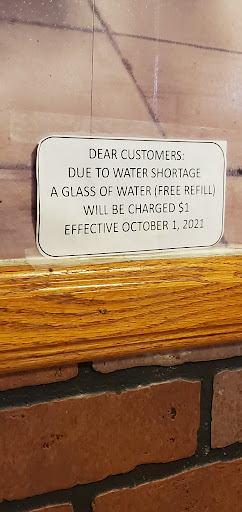 DEAR CUSTOMERS:
DUE TO WATER SHORTAGE
A GLASS OF WATER (FREE REFILL)
WILL BE CHARGED $1
EFFECTIVE OCTOBER 1, 2021